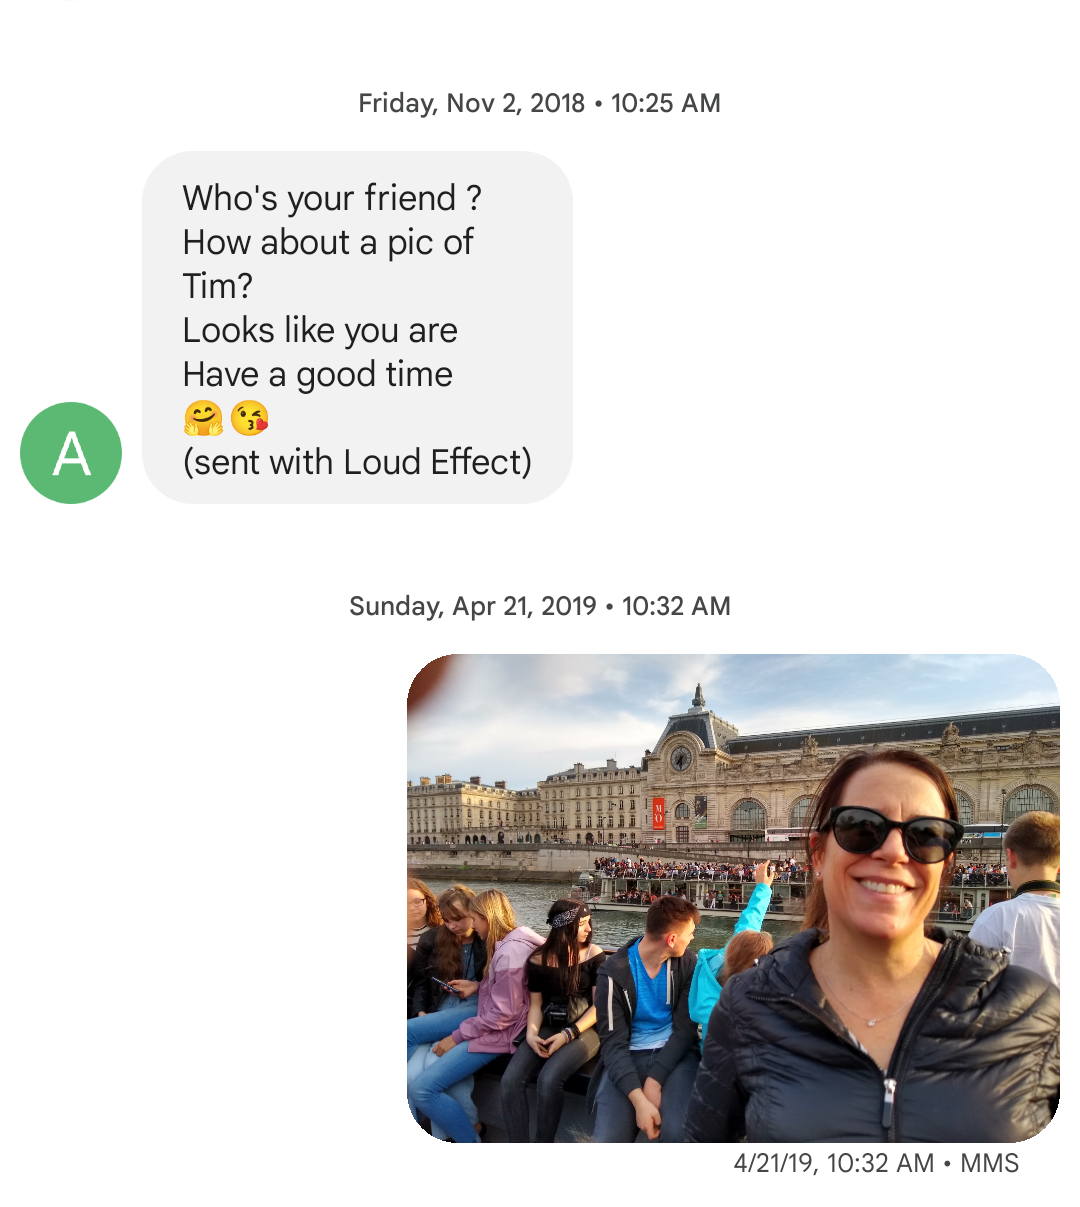 Friday, Nov 2, 2018 • 10:25 AM
Who's your friend ?
How about a pic of
Tim?
Looks like you are
Have a good time
🤗😘
(sent with Loud Effect)
A
Sunday, Apr 21, 2019 • 10:32 AM
M
'O
4/21/19, 10:32 AM • MMS